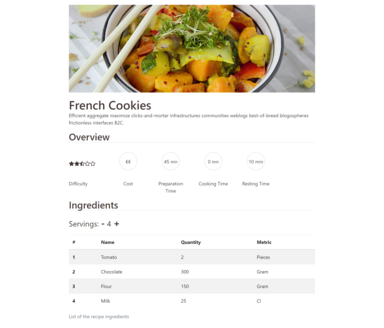 French Cookies
Efficient aggregate maximize clicks-and-mortar infrastructures communities weblogs best-of-breed blogospheres
frictionless interfaces B2C.
Overview
€8 45 min 0 min 10 min
Difficulty Cost Preparation Time Cooking Time Resting Time
Ingredients
Servings: - 4 +
# Name Quantity Metric
1 Tomato 2 Pieces
2 Chocolate 300 Gram
3 Flour 150 Gram
4 Milk 25 Cl
List of the recipe ingredients